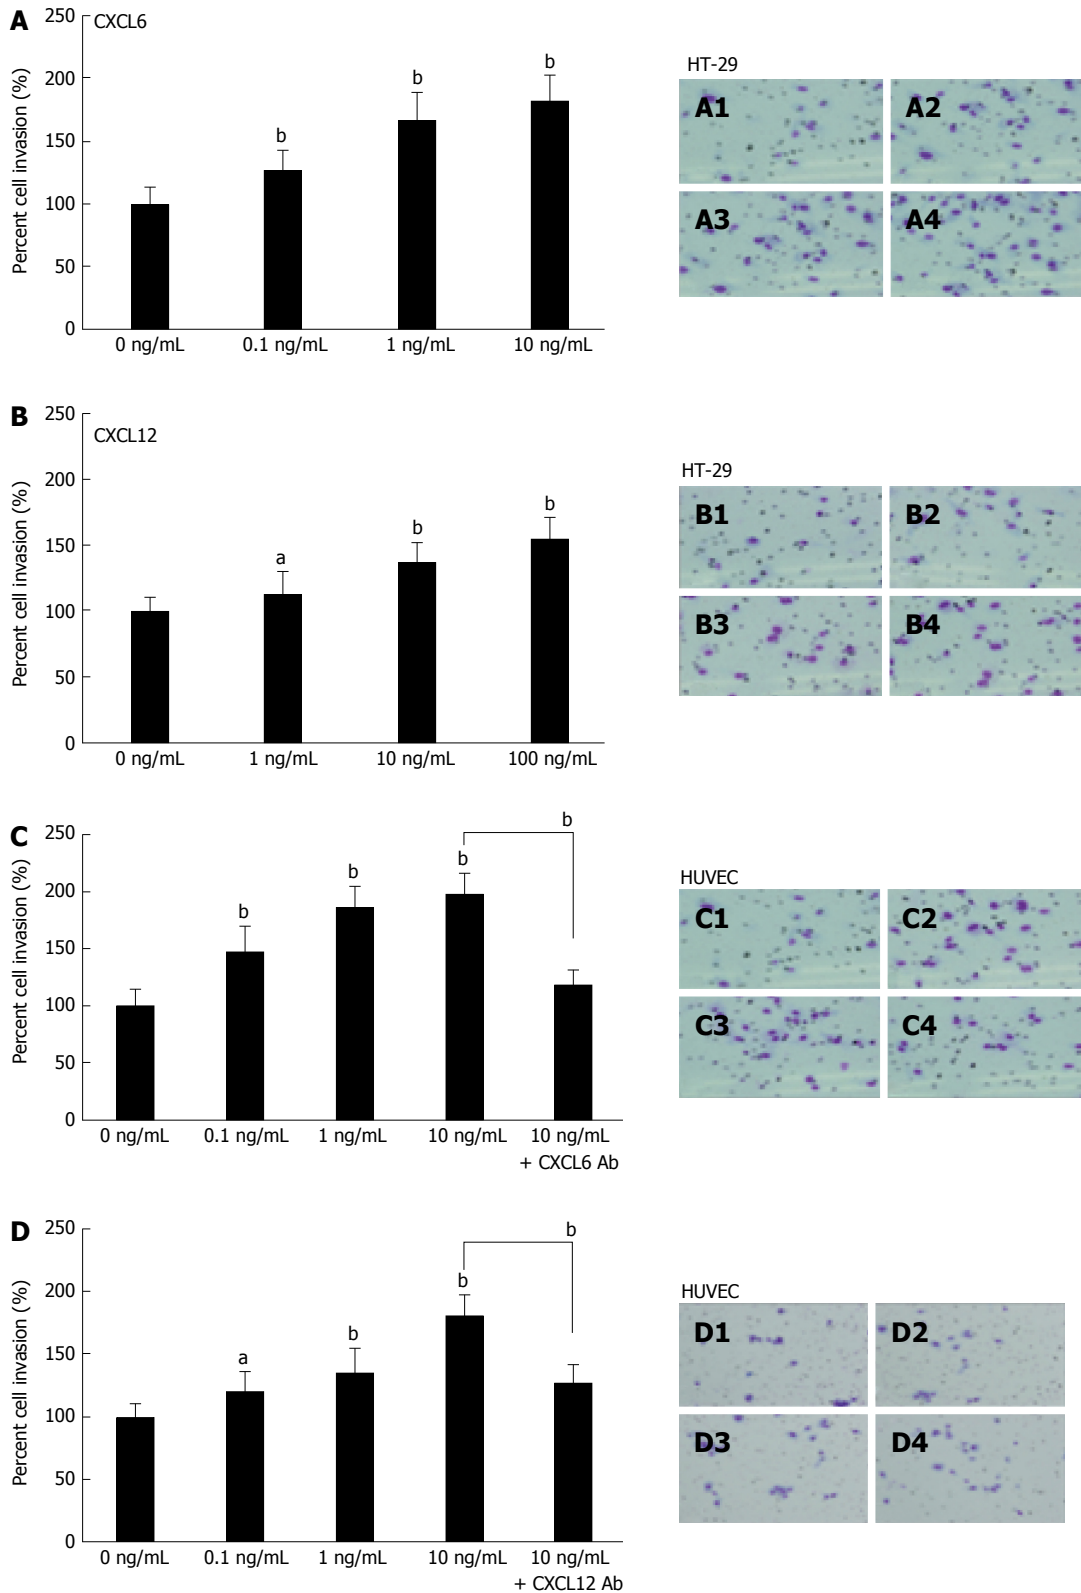 A
CXCL6
Percent cell invasion (%)
250
200
150
100
50
0
b
b
b
0 ng/mL
0.1 ng/mL
1 ng/mL
10 ng/mL
HT-29
A1
A2
A3
A4
B
CXCL12
Percent cell invasion (%)
250
200
150
100
50
0
a
b
b
0 ng/mL
1 ng/mL
10 ng/mL
100 ng/mL
HT-29
B1
B2
B3
B4
C
Percent cell invasion (%)
250
200
150
100
50
0
b
b
b
b
0 ng/mL
0.1 ng/mL
1 ng/mL
10 ng/mL
10 ng/mL
+ CXCL6 Ab
HUVEC
C1
C2
C3
C4
D
Percent cell invasion (%)
250
200
150
100
50
0
a
b
b
b
0 ng/mL
0.1 ng/mL
1 ng/mL
10 ng/mL
10 ng/mL
+ CXCL12 Ab
HUVEC
D1
D2
D3
D4